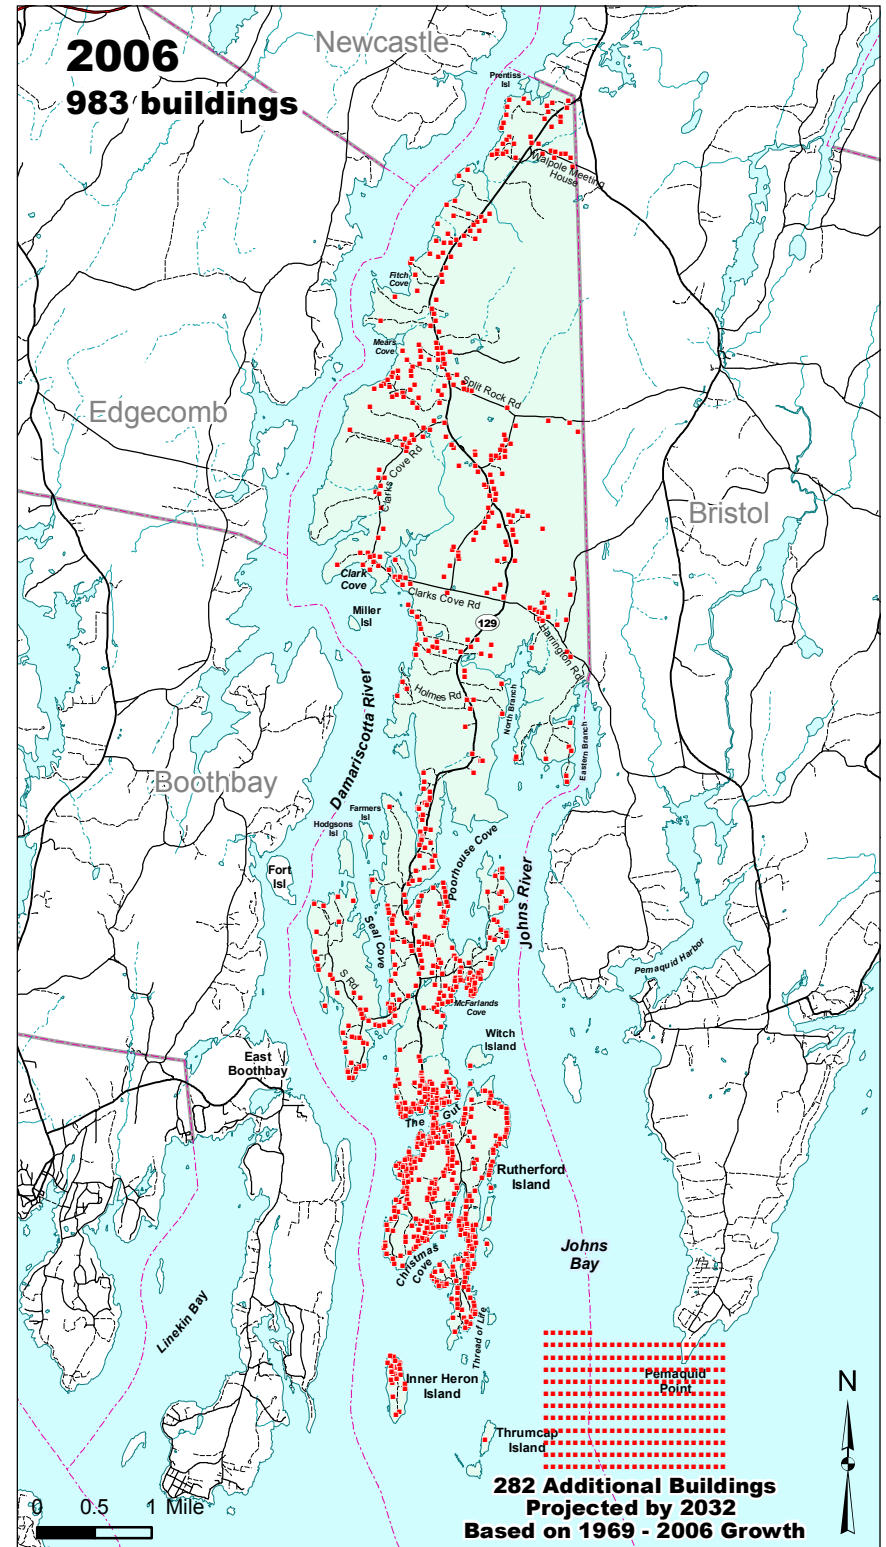 2006
983 buildings
Newcastle
Prentiss
Isl
Walpole Meeting
House
Fitch
Cove
Mears
Cove
Split Rock Rd
Edgecomb
Clarks Cove Rd
Bristol
Clark
Cove
Clarks Cove Rd
Miller
Isl
129
Harrington Rd
Holmes Rd
North Branch
Eastern Branch
Damariscotta River
Boothbay
Farmers
Isl
Hodgsons
Isl
Poorhouse Cove
Fort
Isl
Johns River
Seal Cove
S Rd
Pemaquid Harbor
McFarlands
Cove
Witch
Island
East
Boothbay
The Gut
Rutherford
Island
Johns
Bay
Christmas
Cove
Linekin Bay
Thread of Life
Pemaquid
Point
Inner Heron
Island
N
Thrumcap
Island
282 Additional Buildings
Projected by 2032
Based on 1969 - 2006 Growth
0 0.5 1 Mile